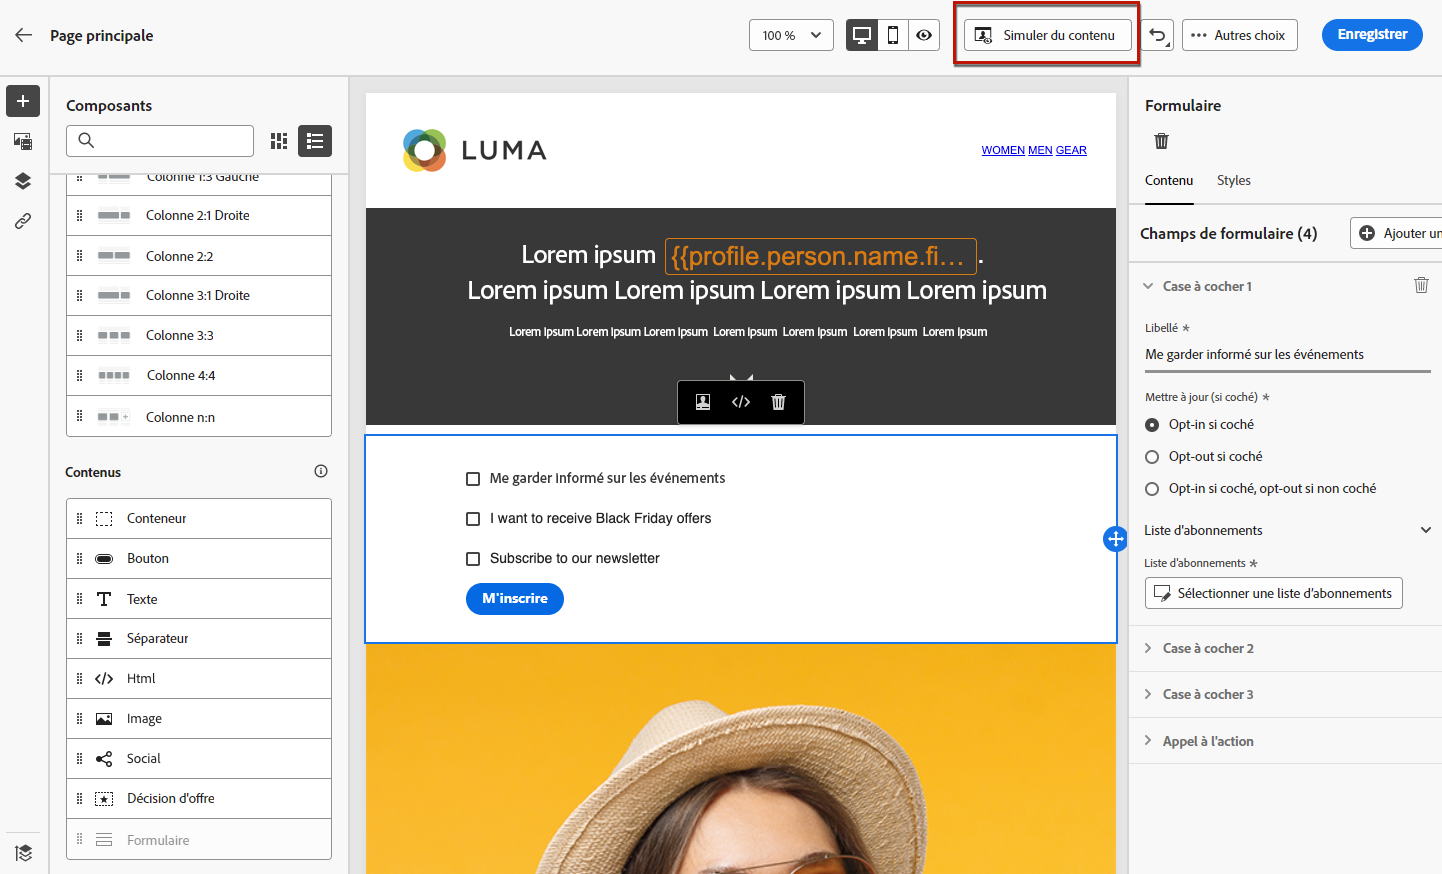 Page principale
100 %
Simuler du contenu
Autres choix
Enregistrer
Composants
Colonne 1:3 Gauche
Colonne 2:1 Droite
Colonne 2:2
Colonne 3:1 Droite
Colonne 3:3
Colonne 4:4
Colonne n:n
Contenus
Conteneur
Bouton
Texte
Séparateur
Html
Image
Social
Décision d'offre
Formulaire
LUMA
WOMEN MEN GEAR
Lorem ipsum {{profile.person.name.fi... .
Lorem ipsum Lorem ipsum Lorem ipsum Lorem ipsum
Lorem ipsum Lorem ipsum Lorem ipsum Lorem ipsum Lorem ipsum Lorem ipsum Lorem ipsum
Me garder informé sur les événements
I want to receive Black Friday offers
Subscribe to our newsletter
M'inscrire
Formulaire
Contenu
Styles
Champs de formulaire (4)
Ajouter un
Case à cocher 1
Libellé *
Me garder informé sur les événements
Mettre à jour (si coché) *
Opt-in si coché
Opt-out si coché
Opt-in si coché, opt-out si non coché
Liste d'abonnements
Liste d'abonnements *
Sélectionner une liste d'abonnements
Case à cocher 2
Case à cocher 3
Appel à l'action